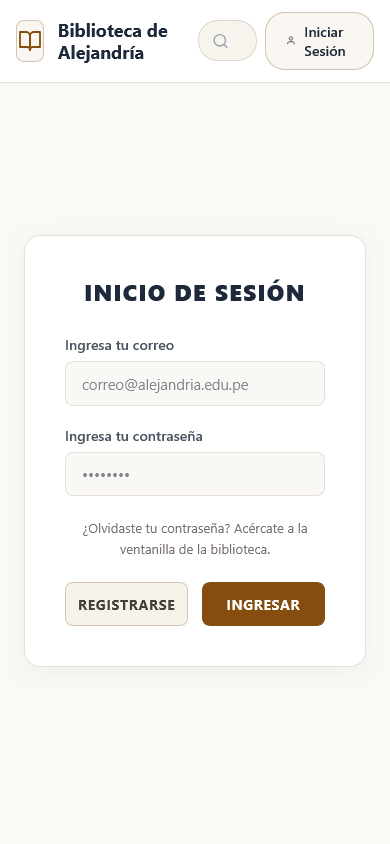 Biblioteca de
Alejandría
Iniciar
Sesión
INICIO DE SESIÓN
Ingresa tu correo
correo@alejandria.edu.pe
Ingresa tu contraseña
••••••••
¿Olvidaste tu contraseña? Acércate a la
ventanilla de la biblioteca.
REGISTRARSE
INGRESAR